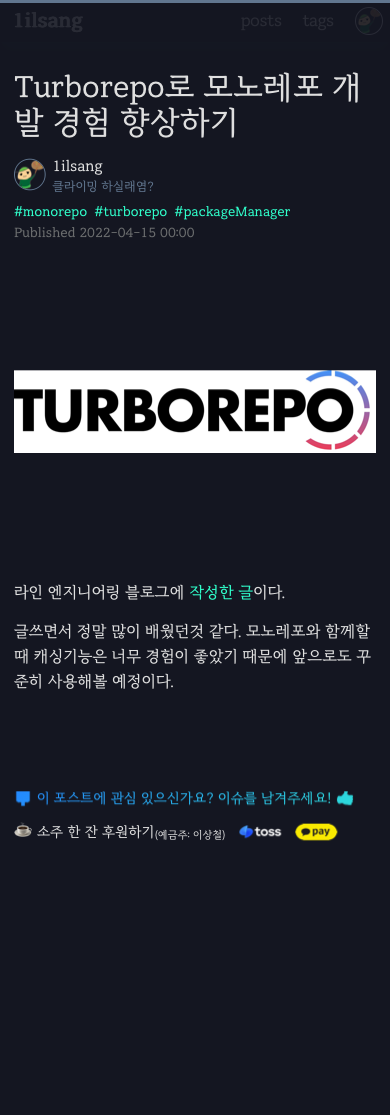 1ilsang
posts tags
Turborepo로 모노레포 개
발 경험 향상하기
1ilsang
클라이밍 하실래염?
#monorepo #turborepo #packageManager
Published 2022-04-15 00:00
TURBOREPO
라인 엔지니어링 블로그에 작성한 글이다.
글쓰면서 정말 많이 배웠던것 같다. 모노레포와 함께할
때 캐싱기능은 너무 경험이 좋았기 때문에 앞으로도 꾸
준히 사용해볼 예정이다.
이 포스트에 관심 있으신가요? 이슈를 남겨주세요!
소주 한 잔 후원하기(예금주: 이상철) toss pay